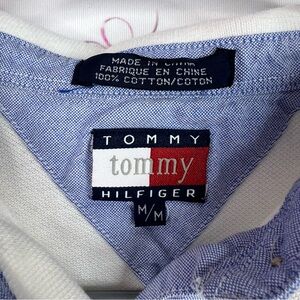 MADE IN CHINA
FABRIQUE EN CHINE
100% COTTON/COTON
TOMMY
tommy
HILFIGER
M/M